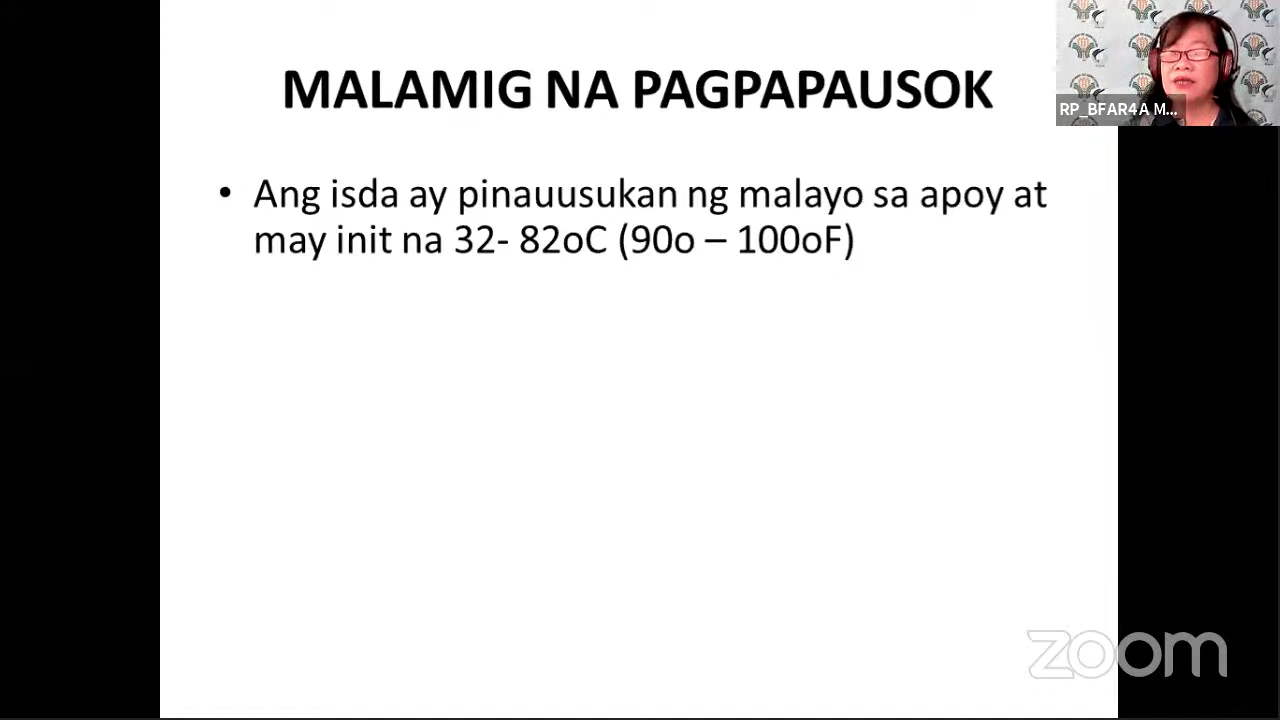 MALAMIG NA PAGPAPAUSOK
RP_BFAR4A M...
• Ang isda ay pinauusukan ng malayo sa apoy at
may init na 32- 82oC (90o – 100oF)
zoom